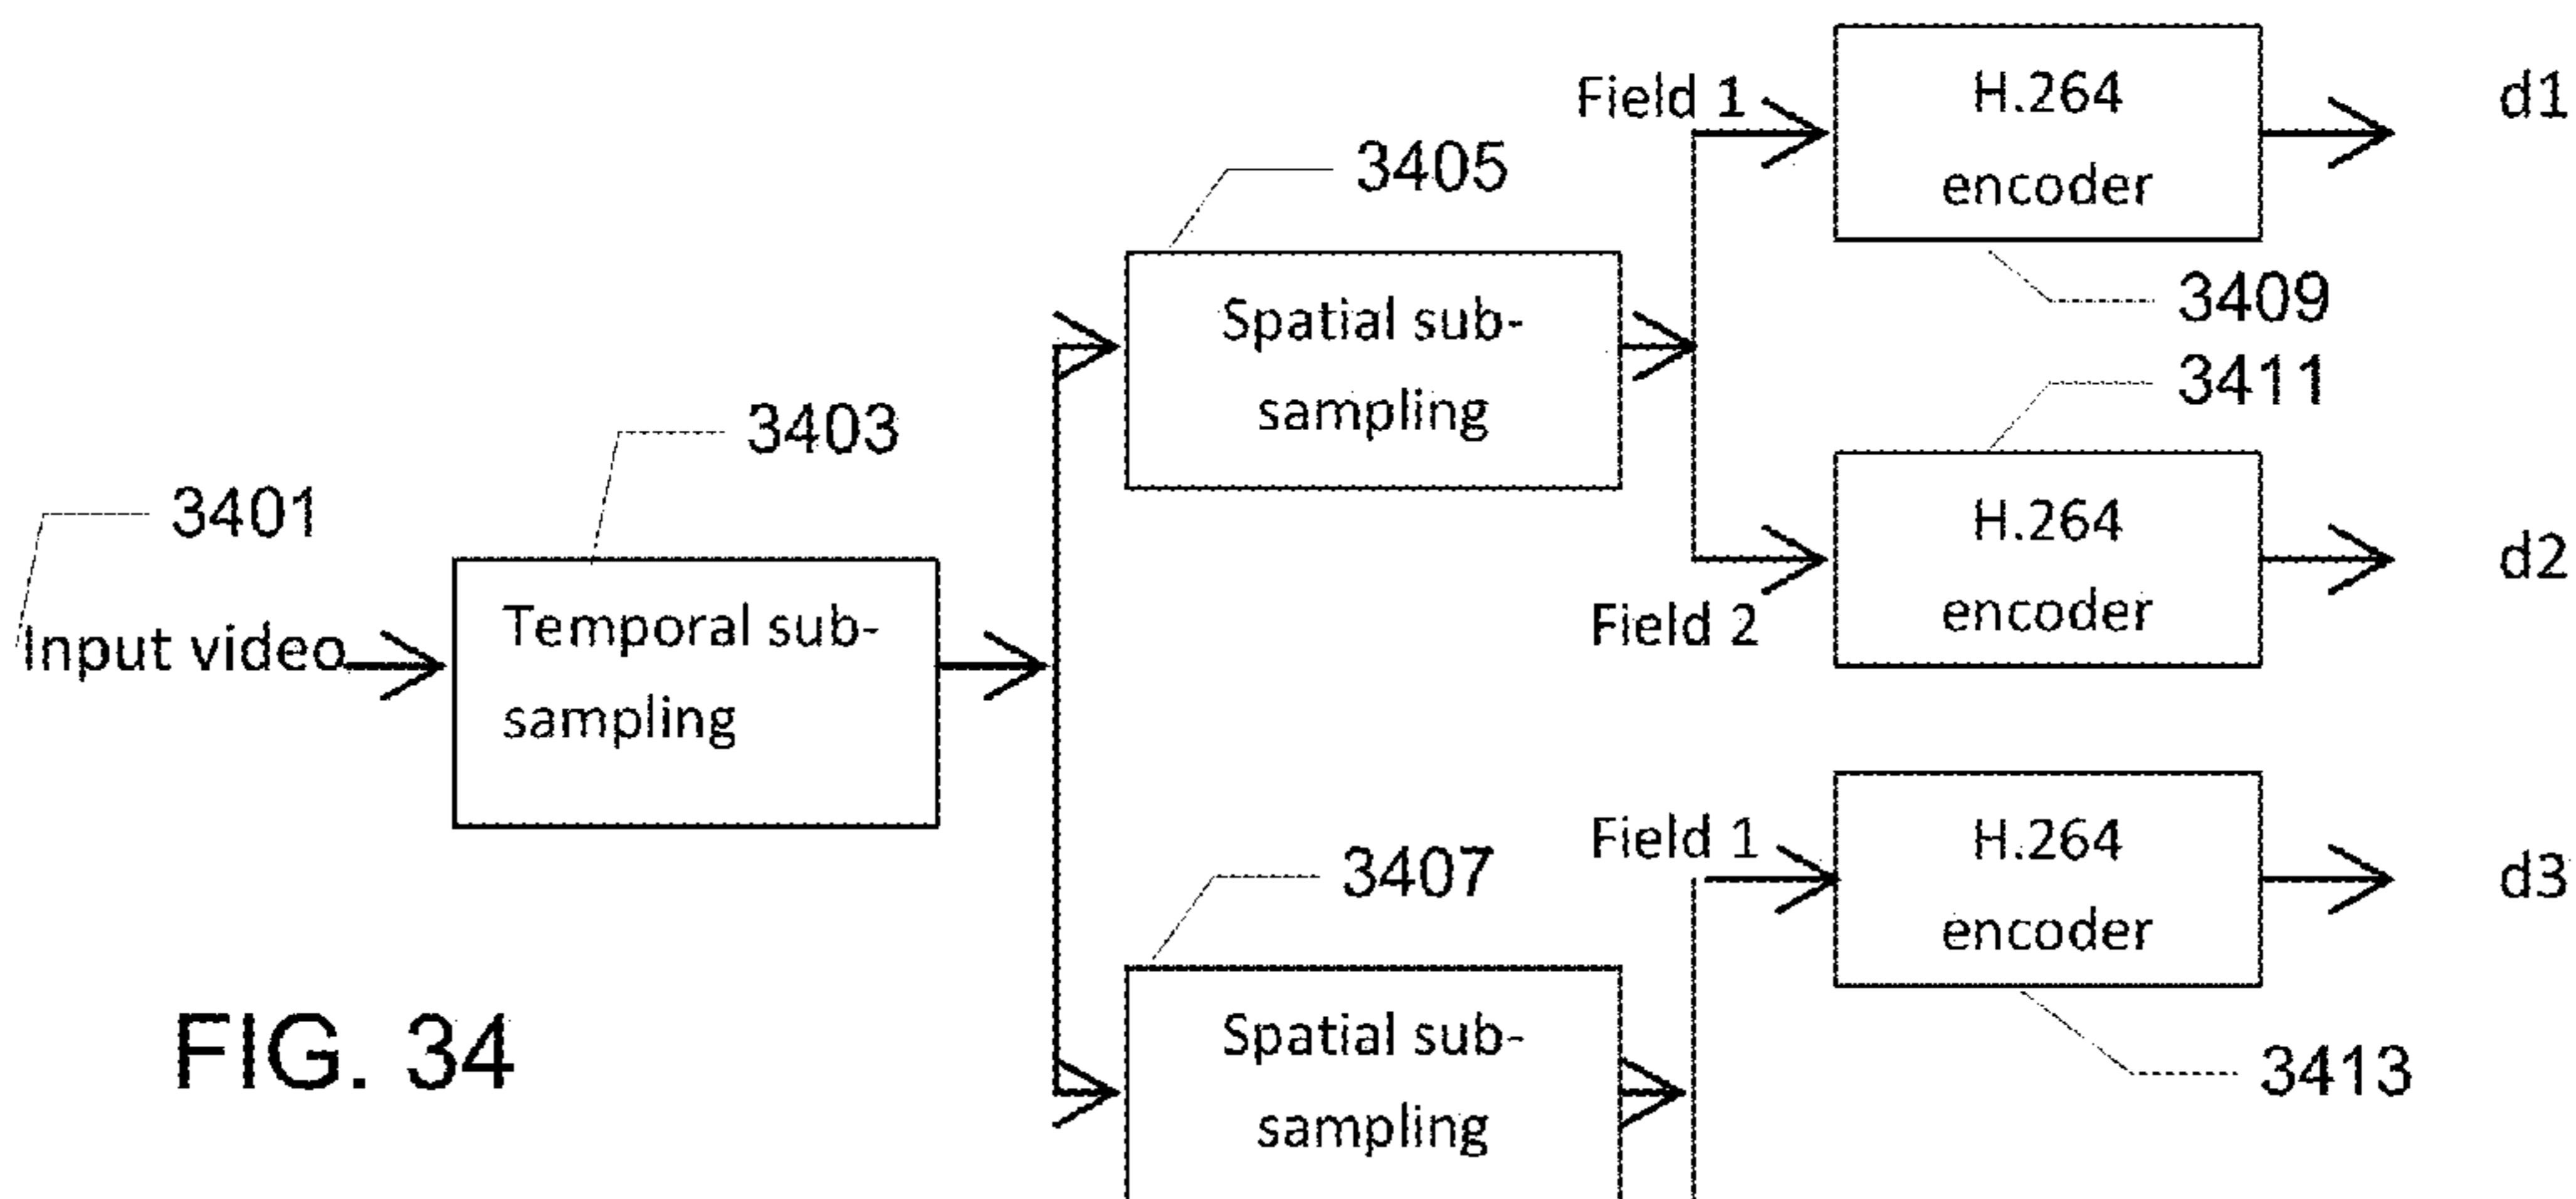 Field 1
H.264
encoder
d1
3405
3409
Spatial sub-
sampling
3411
3403
H.264
encoder
d2
Field 2
3401
Input video
Temporal sub-
sampling
Field 1
H.264
encoder
d3
3407
3413
Spatial sub-
sampling
FIG. 34